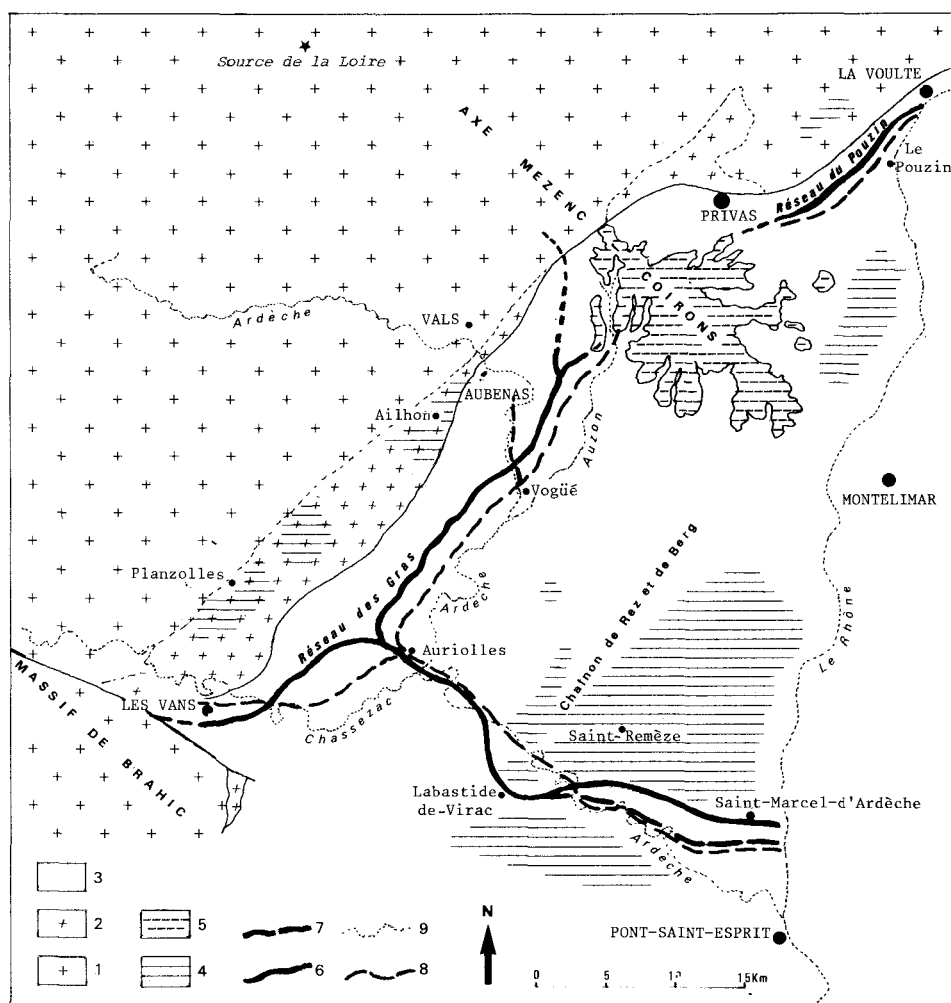 Source de la Loire
LA VOULTE
AXE MEZENC
Réseau du Pouzin
Le
Pouzin
PRIVAS
COIRONS
Ardèche
VALS
AUBENAS
Ailhon
Auzon
Vogüé
MONTELIMAR
Planzolles
Réseau des Gras
Ardèche
Chaînon de Rez et de Berg
Le Rhône
Auriolles
MASSIF DE BRAHIC
LES VANS
Chassezac
Saint-Remèze
Labastide
de-Virac
Saint-Marcel-d'Ardèche
Ardèche
3
2 5 7 9
1 4 6 8
N
PONT-SAINT-ESPRIT
0 5 10 15Km